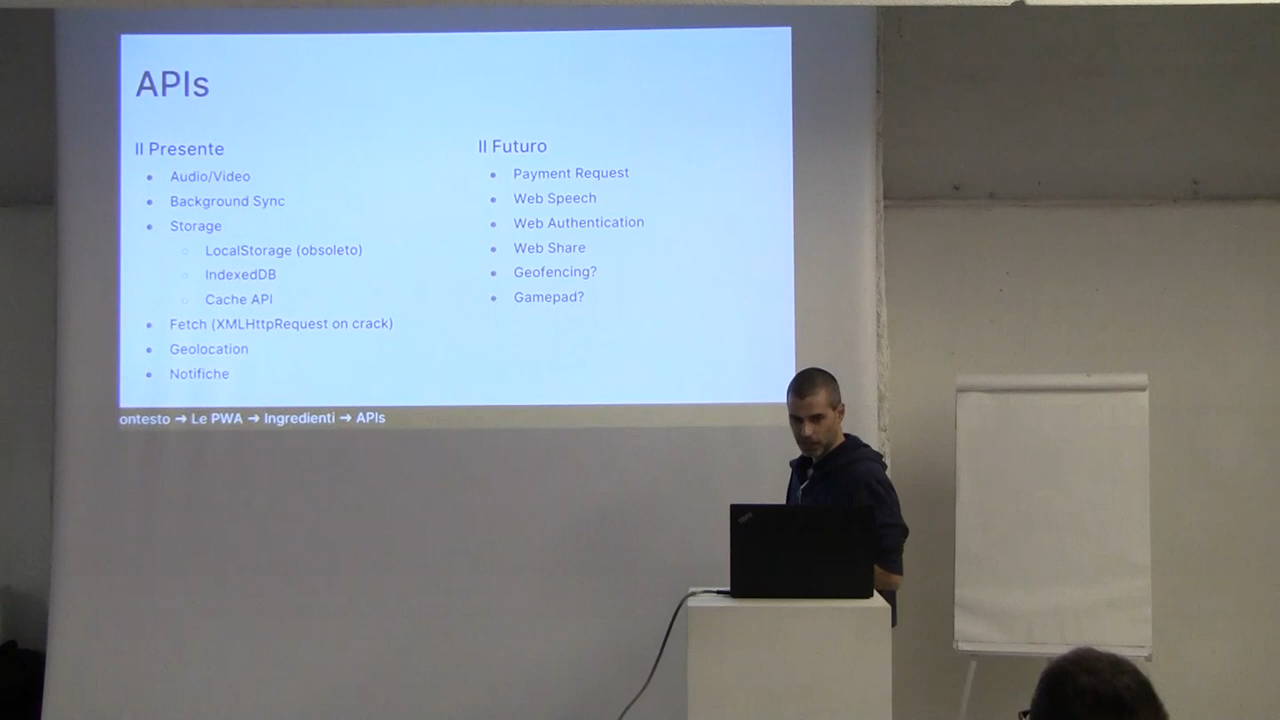 APIs
Il Presente
Audio/Video
Background Sync
Storage
LocalStorage (obsoleto)
IndexedDB
Cache API
Fetch (XMLHttpRequest on crack)
Geolocation
Notifiche
Il Futuro
Payment Request
Web Speech
Web Authentication
Web Share
Geofencing?
Gamepad?
ontesto → Le PWA → Ingredienti → APIs